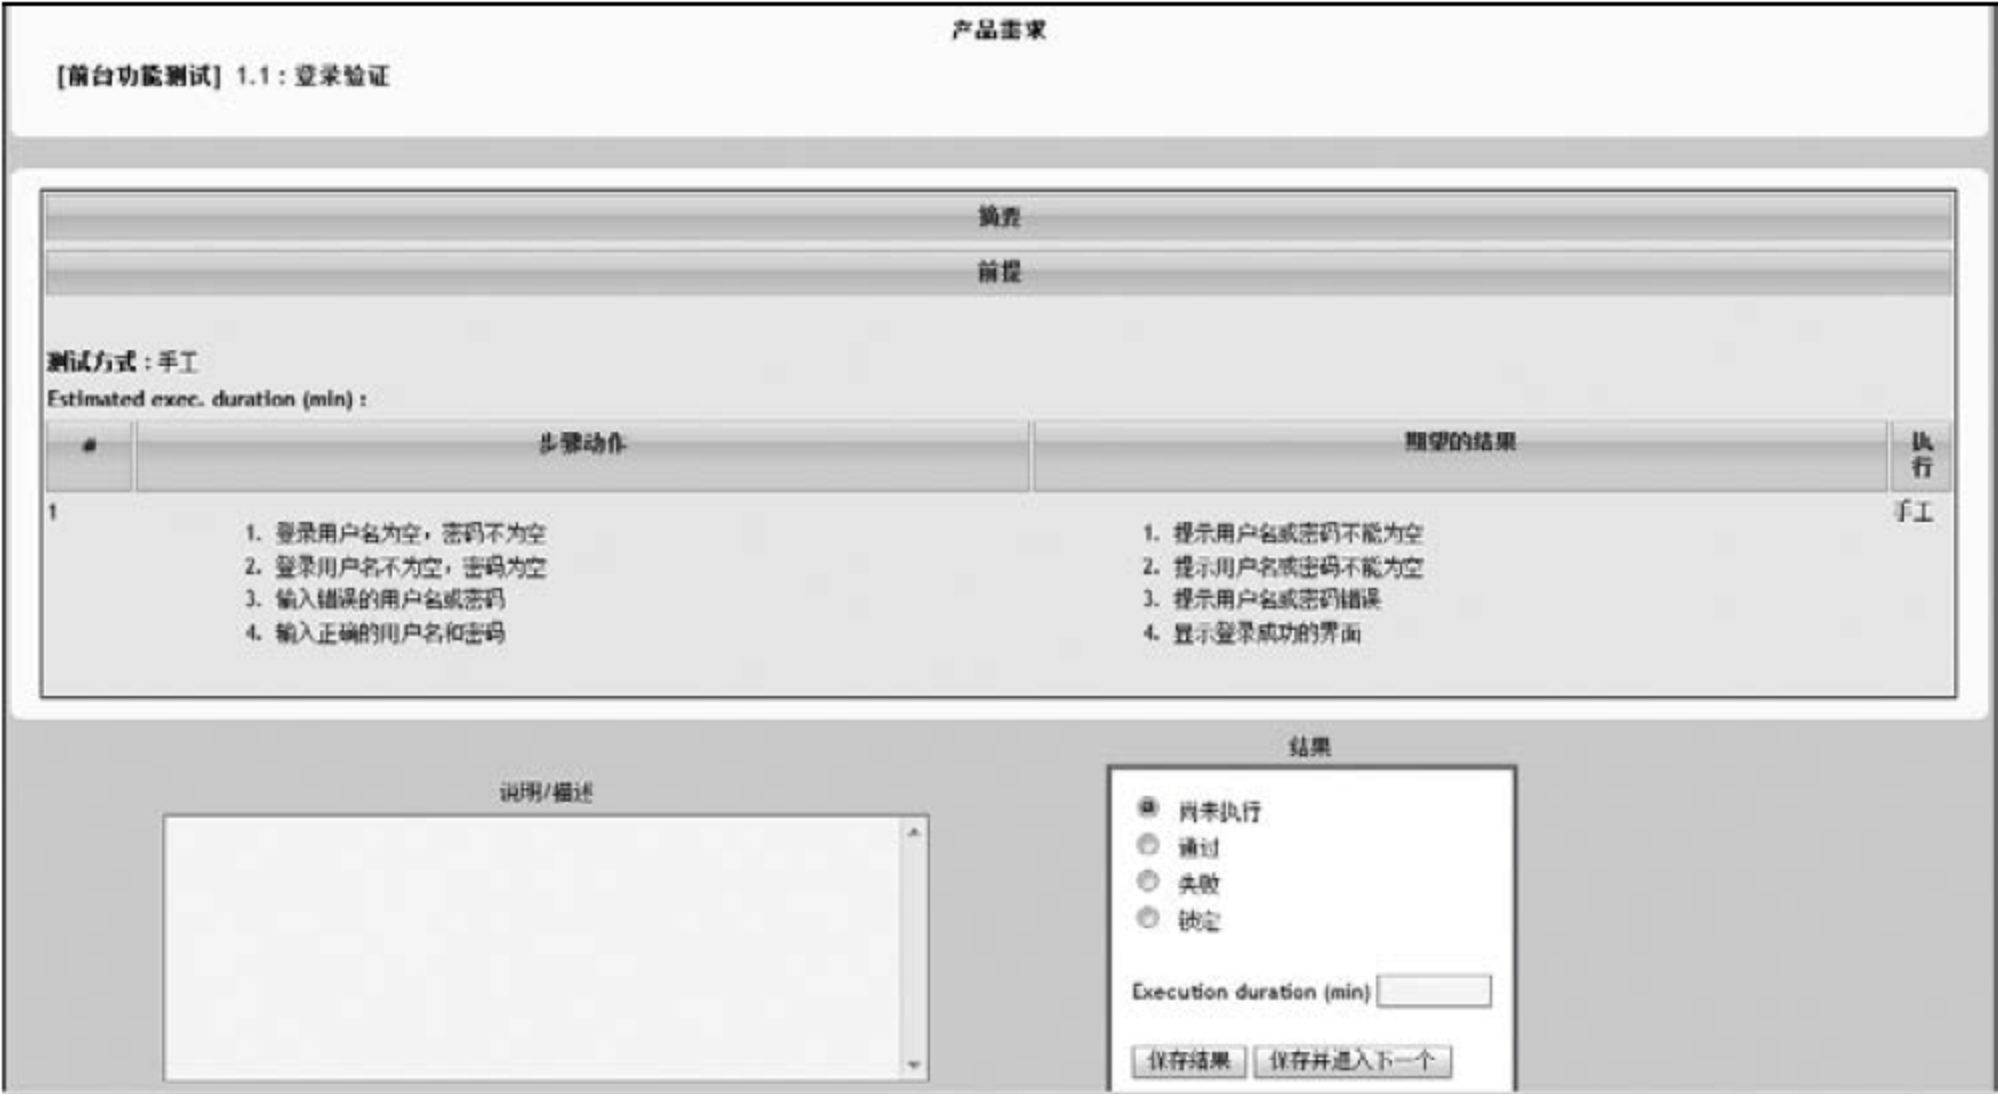 产品需求
[前台功能测试] 1.1 : 登录验证
摘要
前提
测试方式 : 手工
Estimated exec. duration (min) :
# 步骤动作 期望的结果 执行
1 手工
1. 登录用户名为空，密码不为空 1. 提示用户名或密码不能为空
2. 登录用户名不为空，密码为空 2. 提示用户名或密码不能为空
3. 输入错误的用户名或密码 3. 提示用户名或密码错误
4. 输入正确的用户名和密码 4. 显示登录成功的界面
结果
说明/描述
尚未执行
通过
失败
锁定
Execution duration (min)
保存结果 保存并进入下一个